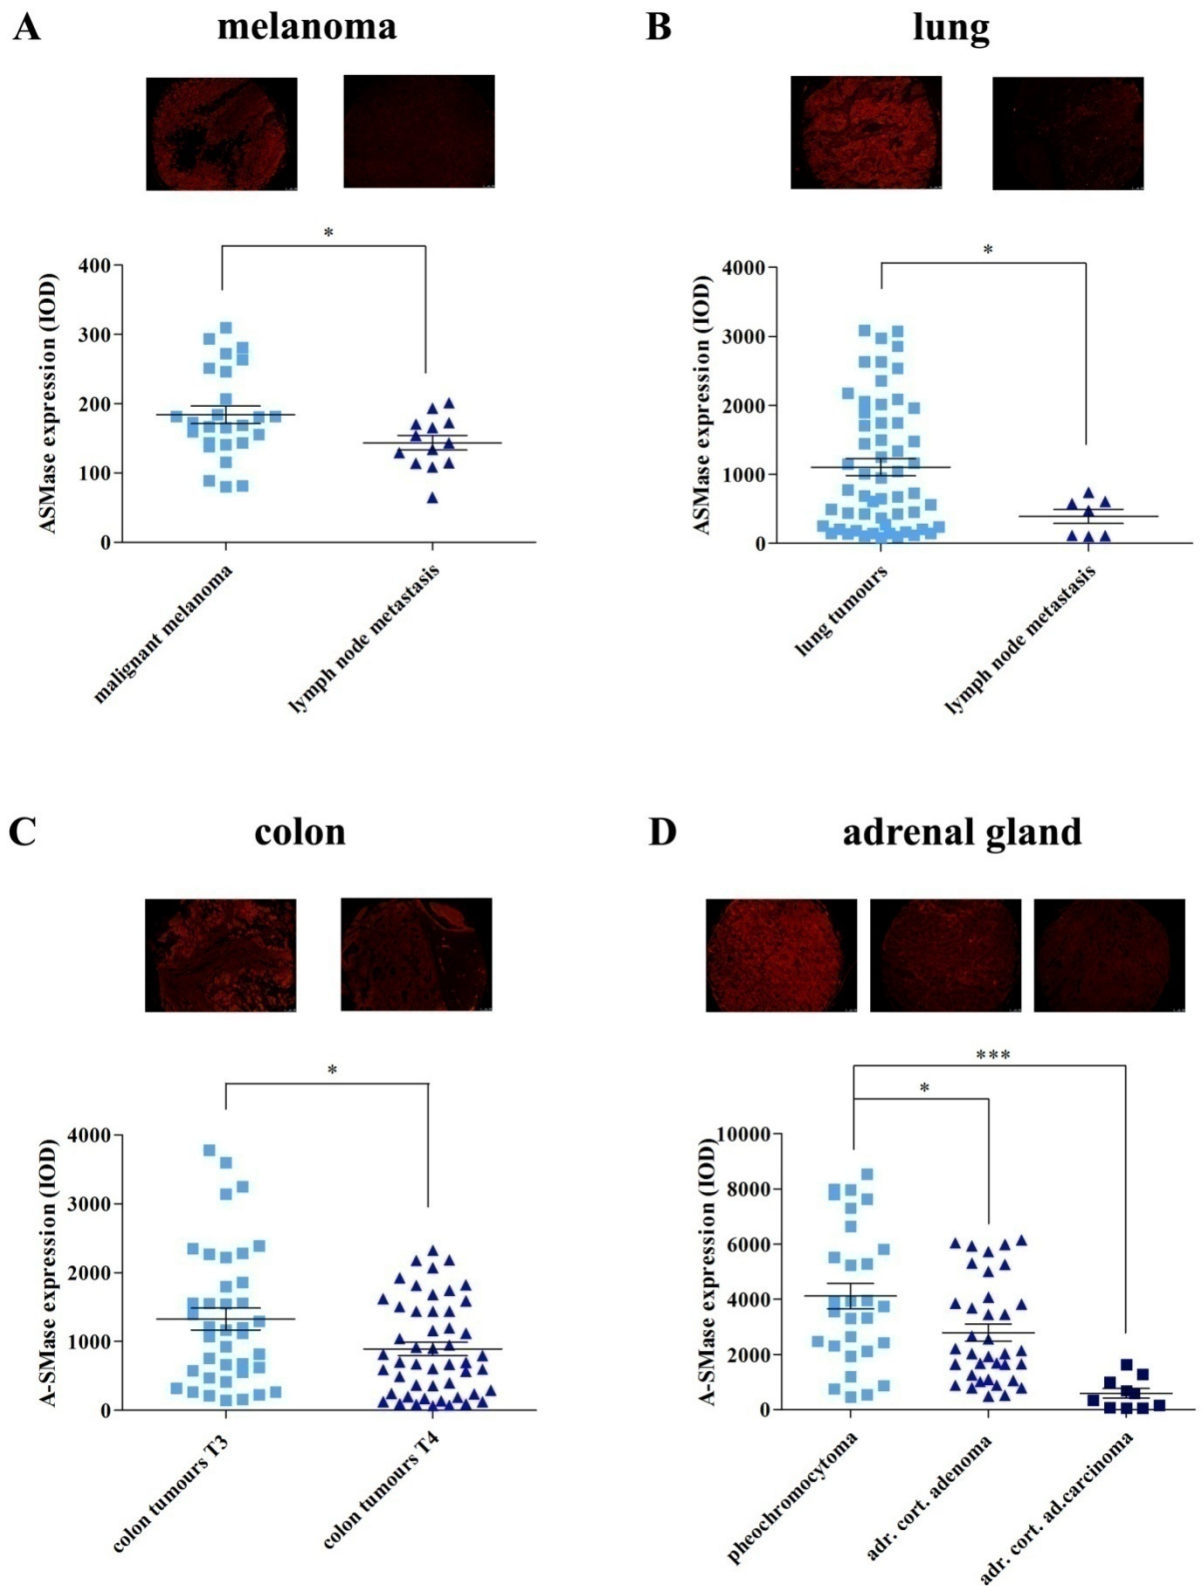 A melanoma
B lung
*
400
300
200
100
0
ASMase expression (IOD)
malignant melanoma
lymph node metastasis
*
4000
3000
2000
1000
0
ASMase expression (IOD)
lung tumours
lymph node metastasis
C colon
D adrenal gland
*
4000
3000
2000
1000
0
A-SMase expression (IOD)
colon tumours T3
colon tumours T4
***
*
10000
8000
6000
4000
2000
0
A-SMase expression (IOD)
pheochromocytoma
adr. cort. adenoma
adr. cort. ad.carcinoma